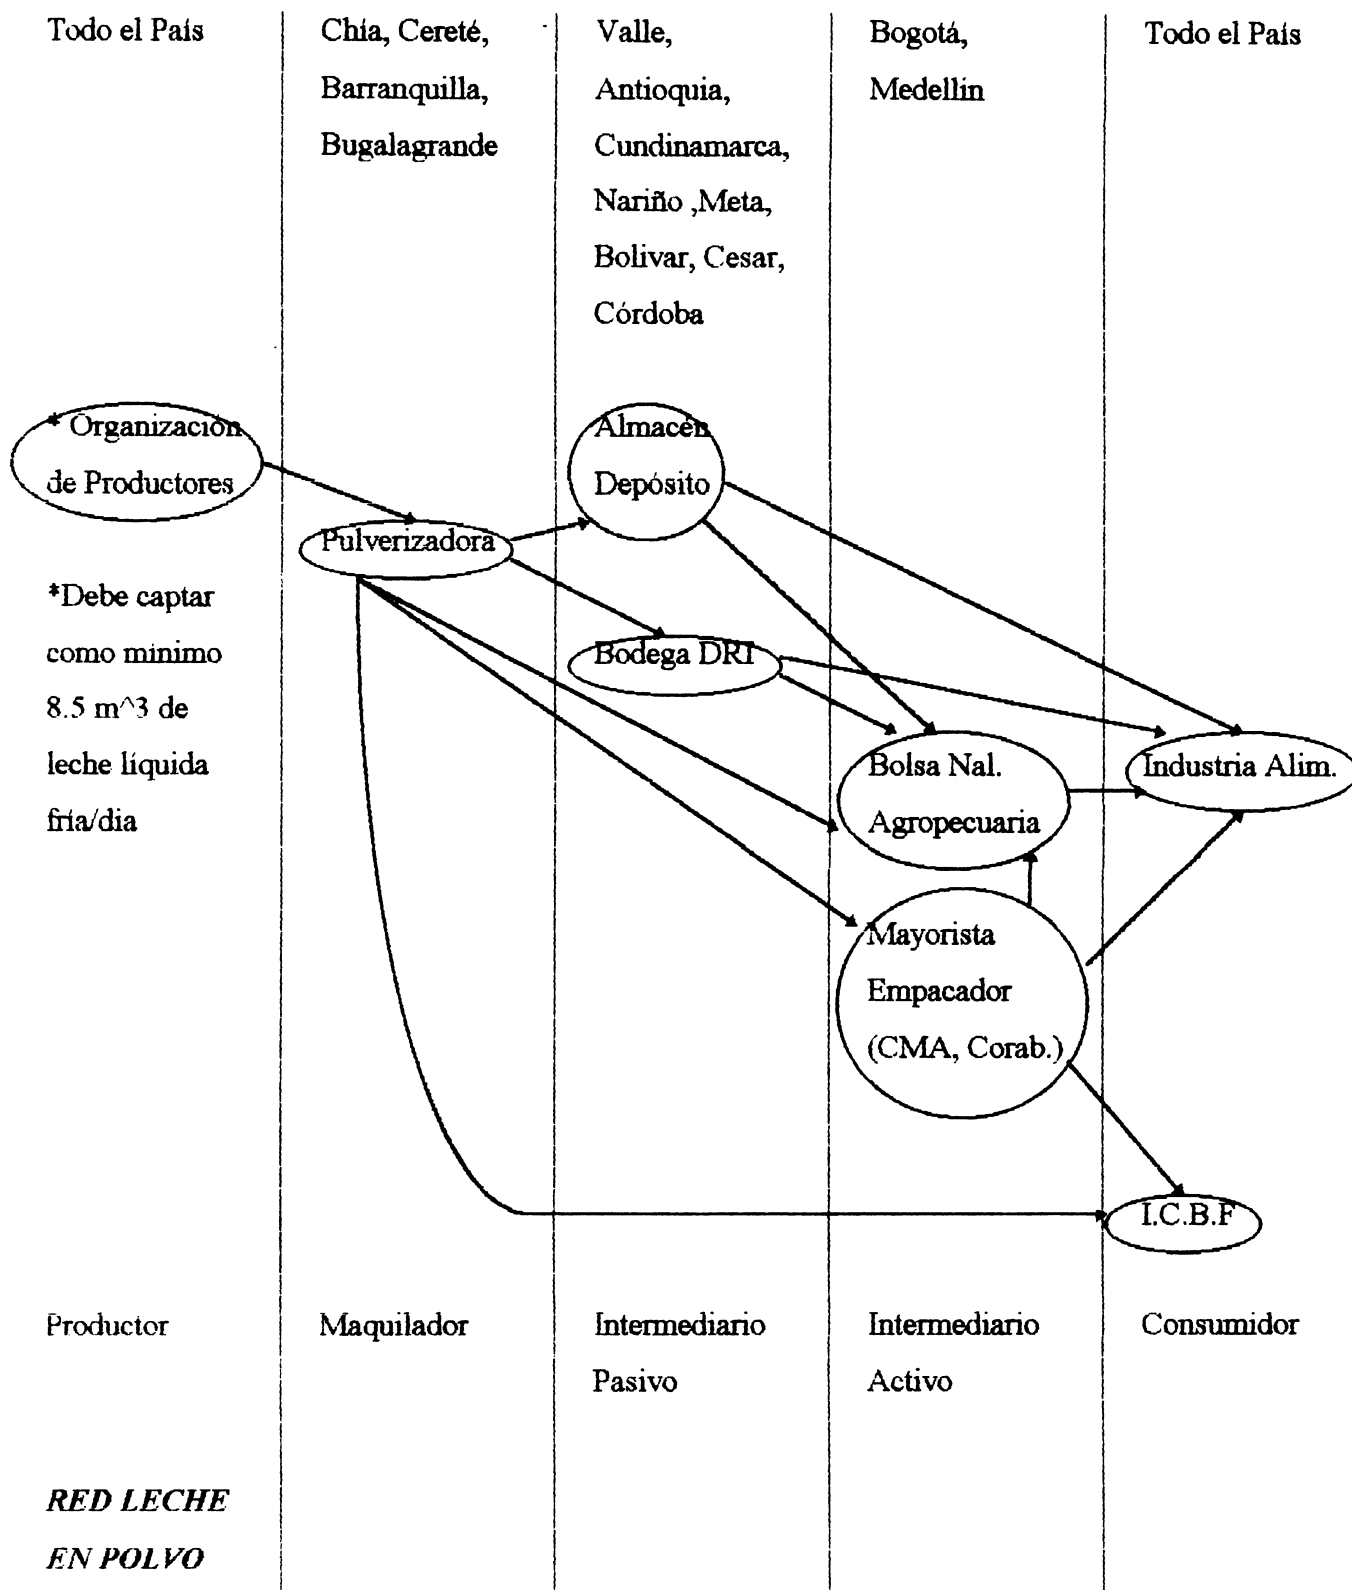 Todo el País
Chía, Cereté,
Barranquilla,
Bugalagrande
Valle,
Antioquia,
Cundinamarca,
Nariño ,Meta,
Bolivar, Cesar,
Córdoba
Bogotá,
Medellin
Todo el País
* Organización
de Productores
*Debe captar
como minimo
8.5 m^3 de
leche líquida
fría/dia
Pulverizadora
Almacén
Depósito
Bodega DRI
Bolsa Nal.
Agropecuaria
Mayorista
Empacador
(CMA, Corab.)
Industria Alim.
I.C.B.F
Productor
Maquilador
Intermediario
Pasivo
Intermediario
Activo
Consumidor
RED LECHE
EN POLVO